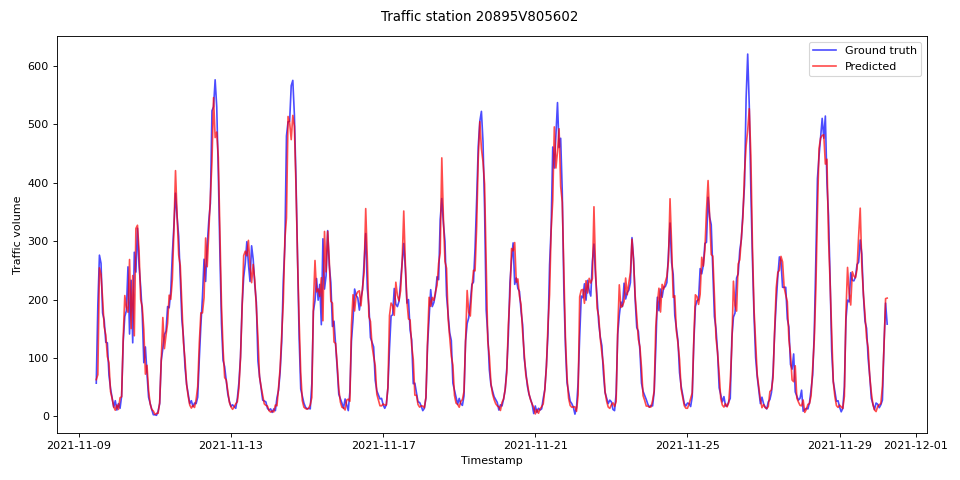 Traffic station 20895V805602
Ground truth
Predicted
600
500
400
300
200
100
0
Traffic volume
2021-11-09
2021-11-13
2021-11-17
2021-11-21
2021-11-25
2021-11-29
2021-12-01
Timestamp